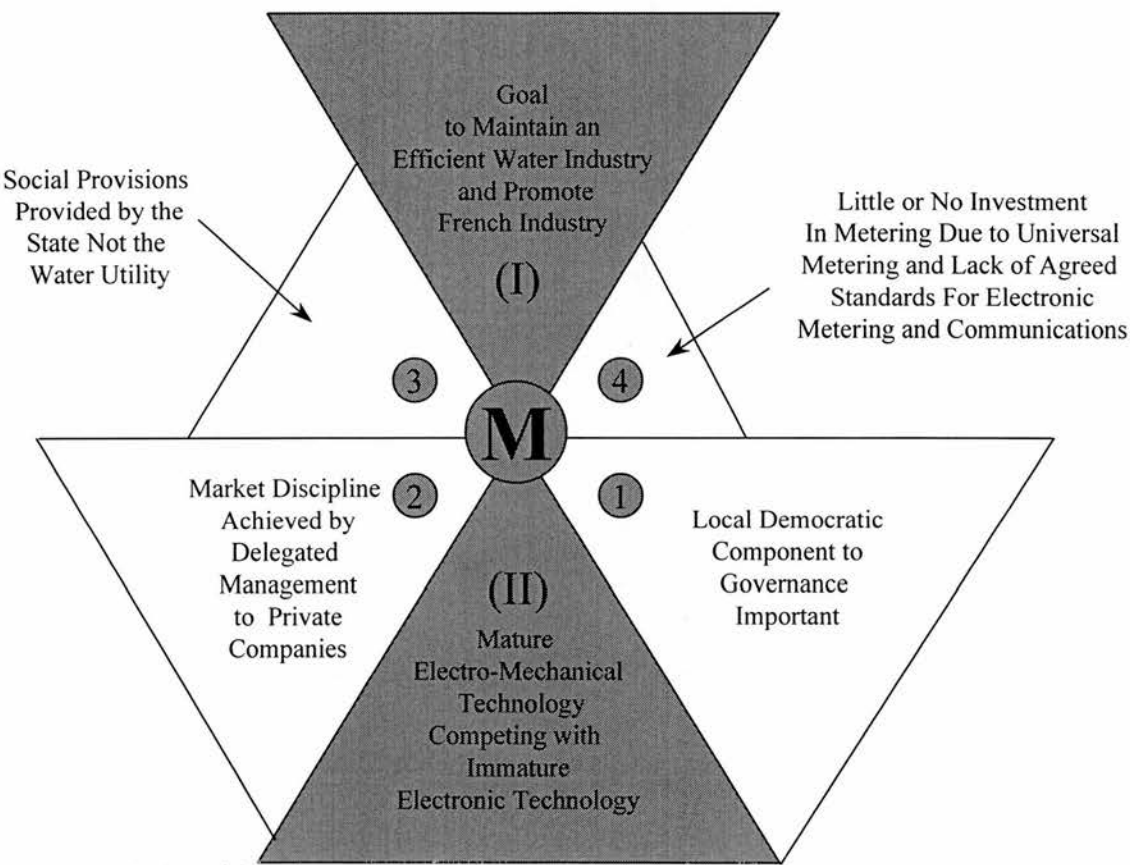 Goal
to Maintain an
Efficient Water Industry
and Promote
French Industry
(I)
Social Provisions
Provided by the
State Not the
Water Utility
Little or No Investment
In Metering Due to Universal
Metering and Lack of Agreed
Standards For Electronic
Metering and Communications
3
4
M
2
1
Market Discipline
Achieved by
Delegated
Management
to Private
Companies
Local Democratic
Component to
Governance
Important
(II)
Mature
Electro-Mechanical
Technology
Competing with
Immature
Electronic Technology